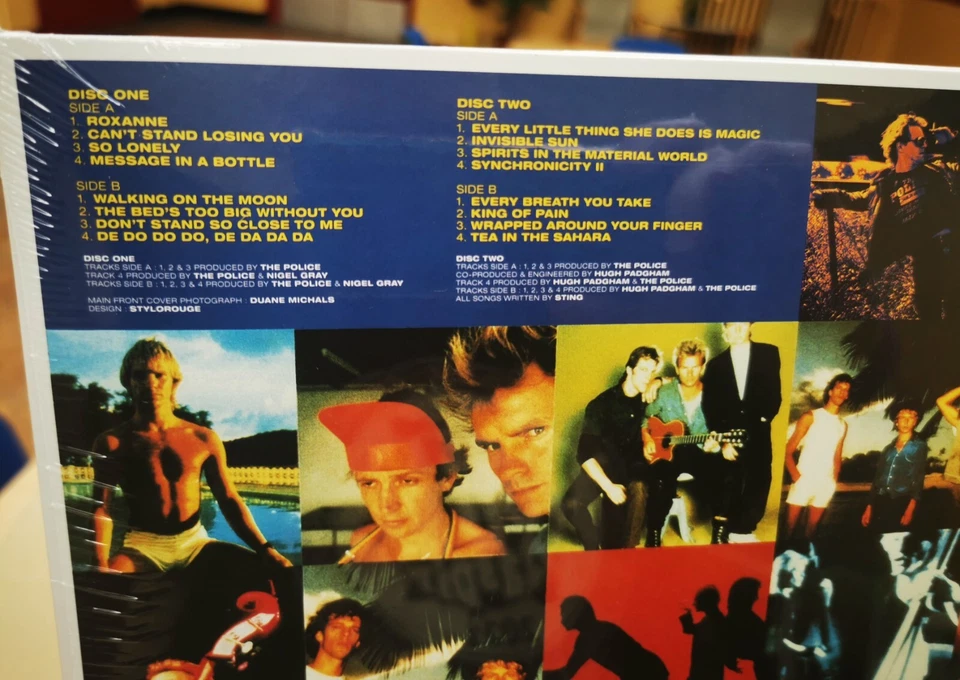 DISC ONE
SIDE A
1. ROXANNE
2. CAN'T STAND LOSING YOU
3. SO LONELY
4. MESSAGE IN A BOTTLE
SIDE B
1. WALKING ON THE MOON
2. THE BED'S TOO BIG WITHOUT YOU
3. DON'T STAND SO CLOSE TO ME
4. DE DO DO DO, DE DA DA DA
DISC ONE
TRACKS SIDE A : 1, 2 & 3 PRODUCED BY THE POLICE
TRACK 4 PRODUCED BY THE POLICE & NIGEL GRAY
TRACKS SIDE B : 1, 2, 3 & 4 PRODUCED BY THE POLICE & NIGEL GRAY
MAIN FRONT COVER PHOTOGRAPH : DUANE MICHALS
DESIGN : STYLOROUGE
DISC TWO
SIDE A
1. EVERY LITTLE THING SHE DOES IS MAGIC
2. INVISIBLE SUN
3. SPIRITS IN THE MATERIAL WORLD
4. SYNCHRONICITY II
SIDE B
1. EVERY BREATH YOU TAKE
2. KING OF PAIN
3. WRAPPED AROUND YOUR FINGER
4. TEA IN THE SAHARA
DISC TWO
TRACKS SIDE A : 1, 2 & 3 PRODUCED BY THE POLICE
CO-PRODUCED & ENGINEERED BY HUGH PADGHAM
TRACK 4 PRODUCED BY HUGH PADGHAM & THE POLICE
TRACKS SIDE B : 1, 2, 3 & 4 PRODUCED BY HUGH PADGHAM & THE POLICE
ALL SONGS WRITTEN BY STING